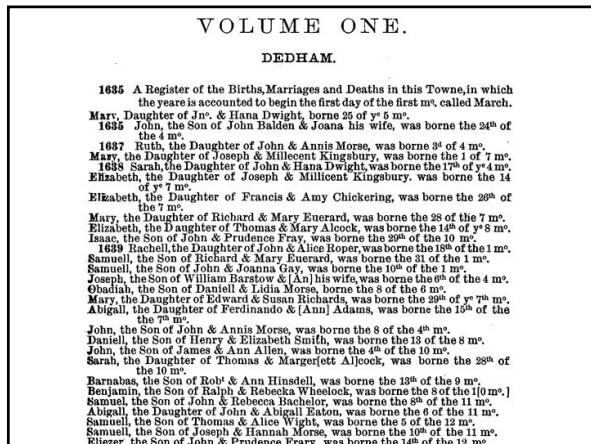 VOLUME ONE.
DEDHAM.
1635 A Register of the Births, Marriages and Deaths in this Towne, in which
the yeare is accounted to begin the first day of the first mº. called March.
Mary, Daughter of Jnº. & Hana Dwight, borne 25 of yᵉ 5 mº.
1635 John, the Son of John Balden & Joana his wife, was borne the 24ᵗʰ of
the 4 mº.
1637 Ruth, the Daughter of John & Annis Morse, was borne 3ᵈ of 4 mº.
Mary, the Daughter of Joseph & Millecent Kingsbury, was borne the 1 of 7 mº.
1638 Sarah, the Daughter of John & Hana Dwight, was borne the 17ᵗʰ of yᵉ 4 mº.
Elizabeth, the Daughter of Joseph & Millicent Kingsbury. was borne the 14
of yᵉ 7 mº.
Elizabeth, the Daughter of Francis & Amy Chickering, was borne the 26ᵗʰ of
the 7 mº.
Mary, the Daughter of Richard & Mary Euerard, was borne the 28 of the 7 mº.
Elizabeth, the Daughter of Thomas & Mary Alcock, was borne the 14ᵗʰ of yᵉ 8 mº.
Isaac, the Son of John & Prudence Fray, was borne the 29ᵗʰ of the 10 mº.
1639 Rachell, the Daughter of John & Alice Roper, was borne the 18ᵗʰ of the 1 mº.
Samuell, the Son of Richard & Mary Euerard, was borne the 31 of the 1 mº.
Samuell, the Son of John & Joanna Gay, was borne the 10ᵗʰ of the 1 mº.
Joseph, the Son of William Barstow & [An] his wife, was borne the 6ᵗʰ of the 4 mº.
Obadiah, the Son of Daniell & Lidia Morse, borne the 8 of the 6 mº.
Mary, the Daughter of Edward & Susan Richards, was borne the 29ᵗʰ of yᵉ 7ᵗʰ mº.
Abigall, the Daughter of Ferdinando & [Ann] Adams, was borne the 15ᵗʰ of the
the 7ᵗʰ mº.
John, the Son of John & Annis Morse, was borne the 8 of the 4ᵗʰ mº.
Daniell, the Son of Henry & Elizabeth Smith, was borne the 13 of the 8 mº.
John, the Son of James & Ann Allen, was borne the 4ᵗʰ of the 10 mº.
Sarah, the Daughter of Thomas & Marger[ett Al]cock, was borne the 28ᵗʰ of
the 10 mº.
Barnabas, the Son of Robᵗ & Ann Hinsdell, was borne the 13ᵗʰ of the 9 mº.
Benjamin, the Son of Ralph & Rebecka Wheelock, was borne the 8 of the 1[0 mº.]
Samuel, the Son of John & Rebecca Bachelor, was borne the 8ᵗʰ of the 11 mº.
Abigall, the Daughter of John & Abigall Eaton, was borne the 6 of the 11 mº.
Samuell, the Son of Thomas & Alice Wight, was borne the 5 of the 12 mº.
Samuell, the Son of Joseph & Hannah Morse, was borne the 10ᵗʰ of the 11 mº.
Eliezer, the Son of John & Prudence Frary, was borne the 14ᵗʰ of the 12 mº.